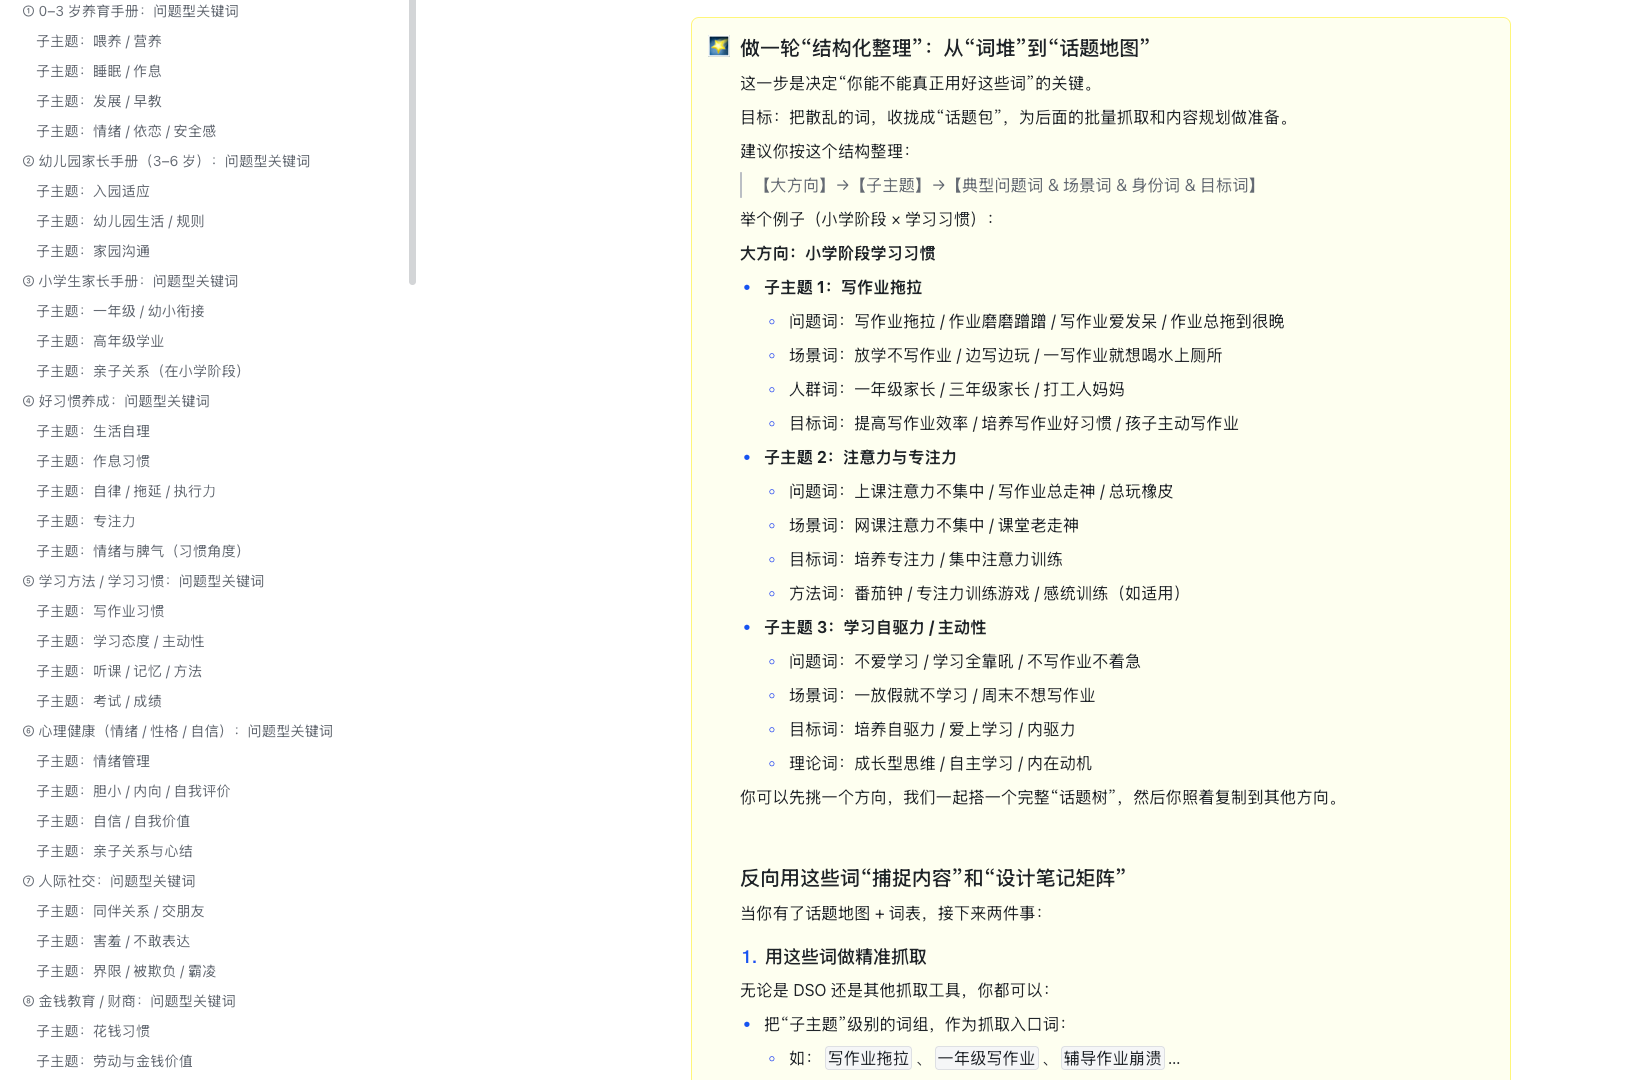 ① 0–3 岁养育手册：问题型关键词
子主题：喂养 / 营养
子主题：睡眠 / 作息
子主题：发展 / 早教
子主题：情绪 / 依恋 / 安全感
② 幼儿园家长手册（3–6 岁）：问题型关键词
子主题：入园适应
子主题：幼儿园生活 / 规则
子主题：家园沟通
③ 小学生家长手册：问题型关键词
子主题：一年级 / 幼小衔接
子主题：高年级学业
子主题：亲子关系（在小学阶段）
④ 好习惯养成：问题型关键词
子主题：生活自理
子主题：作息习惯
子主题：自律 / 拖延 / 执行力
子主题：专注力
子主题：情绪与脾气（习惯角度）
⑤ 学习方法 / 学习习惯：问题型关键词
子主题：写作业习惯
子主题：学习态度 / 主动性
子主题：听课 / 记忆 / 方法
子主题：考试 / 成绩
⑥ 心理健康（情绪 / 性格 / 自信）：问题型关键词
子主题：情绪管理
子主题：胆小 / 内向 / 自我评价
子主题：自信 / 自我价值
子主题：亲子关系与心结
⑦ 人际社交：问题型关键词
子主题：同伴关系 / 交朋友
子主题：害羞 / 不敢表达
子主题：界限 / 被欺负 / 霸凌
⑧ 金钱教育 / 财商：问题型关键词
子主题：花钱习惯
子主题：劳动与金钱价值
做一轮“结构化整理”：从“词堆”到“话题地图”
这一步是决定“你能不能真正用好这些词”的关键。
目标：把散乱的词，收拢成“话题包”，为后面的批量抓取和内容规划做准备。
建议你按这个结构整理：
【大方向】→【子主题】→【典型问题词 & 场景词 & 身份词 & 目标词】
举个例子（小学阶段 × 学习习惯）：
大方向：小学阶段学习习惯
• 子主题 1：写作业拖拉
◦ 问题词：写作业拖拉 / 作业磨磨蹭蹭 / 写作业爱发呆 / 作业总拖到很晚
◦ 场景词：放学不写作业 / 边写边玩 / 一写作业就想喝水上厕所
◦ 人群词：一年级家长 / 三年级家长 / 打工人妈妈
◦ 目标词：提高写作业效率 / 培养写作业好习惯 / 孩子主动写作业
• 子主题 2：注意力与专注力
◦ 问题词：上课注意力不集中 / 写作业总走神 / 总玩橡皮
◦ 场景词：网课注意力不集中 / 课堂老走神
◦ 目标词：培养专注力 / 集中注意力训练
◦ 方法词：番茄钟 / 专注力训练游戏 / 感统训练（如适用）
• 子主题 3：学习自驱力 / 主动性
◦ 问题词：不爱学习 / 学习全靠吼 / 不写作业不着急
◦ 场景词：一放假就不学习 / 周末不想写作业
◦ 目标词：培养自驱力 / 爱上学习 / 内驱力
◦ 理论词：成长型思维 / 自主学习 / 内在动机
你可以先挑一个方向，我们一起搭一个完整“话题树”，然后你照着复制到其他方向。
反向用这些词“捕捉内容”和“设计笔记矩阵”
当你有了话题地图 + 词表，接下来两件事：
1. 用这些词做精准抓取
无论是 DSO 还是其他抓取工具，你都可以：
• 把“子主题”级别的词组，作为抓取入口词：
◦ 如： 写作业拖拉 、 一年级写作业 、 辅导作业崩溃 ...